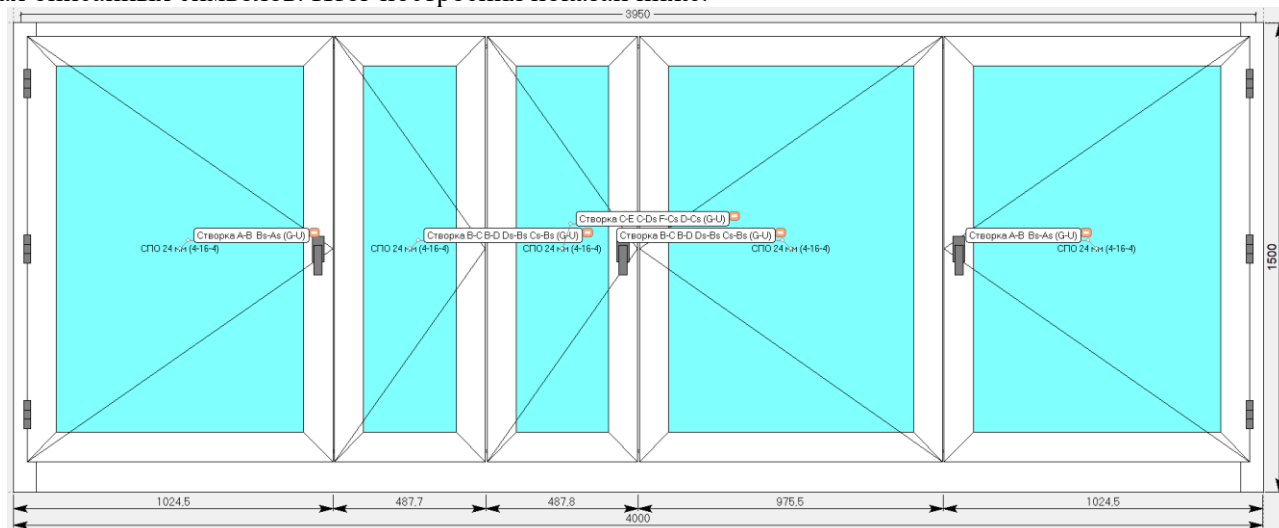 3950
Створка C-E C-Ds F-Cs D-Cs (G-U)
Створка A-B Bs-As (G-U)
Створка B-C B-D Ds-Bs Cs-Bs (G-U)
Створка B-C B-D Ds-Bs Cs-Bs (G-U)
Створка A-B Bs-As (G-U)
СПО 24 мм (4-16-4)
СПО 24 мм (4-16-4)
СПО 24 мм (4-16-4)
СПО 24 мм (4-16-4)
СПО 24 мм (4-16-4)
1500
1024,5
487,7
487,8
975,5
1024,5
4000